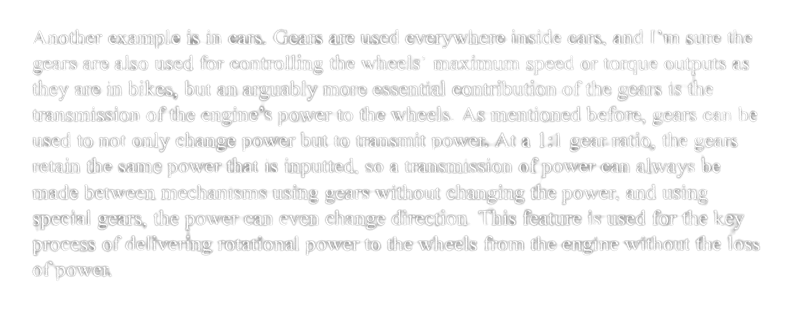 Another example is in cars. Gears are used everywhere inside cars, and I'm sure the
gears are also used for controlling the wheels' maximum speed or torque outputs as
they are in bikes, but an arguably more essential contribution of the gears is the
transmission of the engine's power to the wheels. As mentioned before, gears can be
used to not only change power but to transmit power. At a 1:1 gear ratio, the gears
retain the same power that is inputted, so a transmission of power can always be
made between mechanisms using gears without changing the power, and using
special gears, the power can even change direction. This feature is used for the key
process of delivering rotational power to the wheels from the engine without the loss
of power.